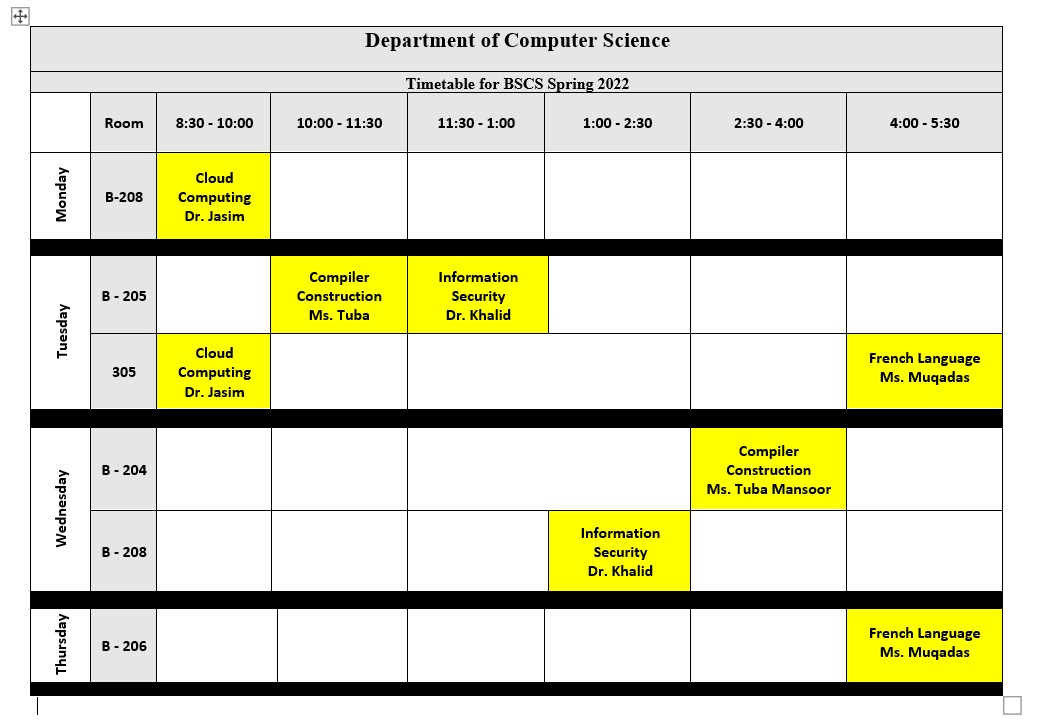 Department of Computer Science
Timetable for BSCS Spring 2022
Room 8:30 - 10:00 10:00 - 11:30 11:30 - 1:00 1:00 - 2:30 2:30 - 4:00 4:00 - 5:30
Monday
B-208
Cloud
Computing
Dr. Jasim
Tuesday
B - 205
Compiler
Construction
Ms. Tuba
Information
Security
Dr. Khalid
305
Cloud
Computing
Dr. Jasim
French Language
Ms. Muqadas
Wednesday
B - 204
Compiler
Construction
Ms. Tuba Mansoor
B - 208
Information
Security
Dr. Khalid
Thursday
B - 206
French Language
Ms. Muqadas